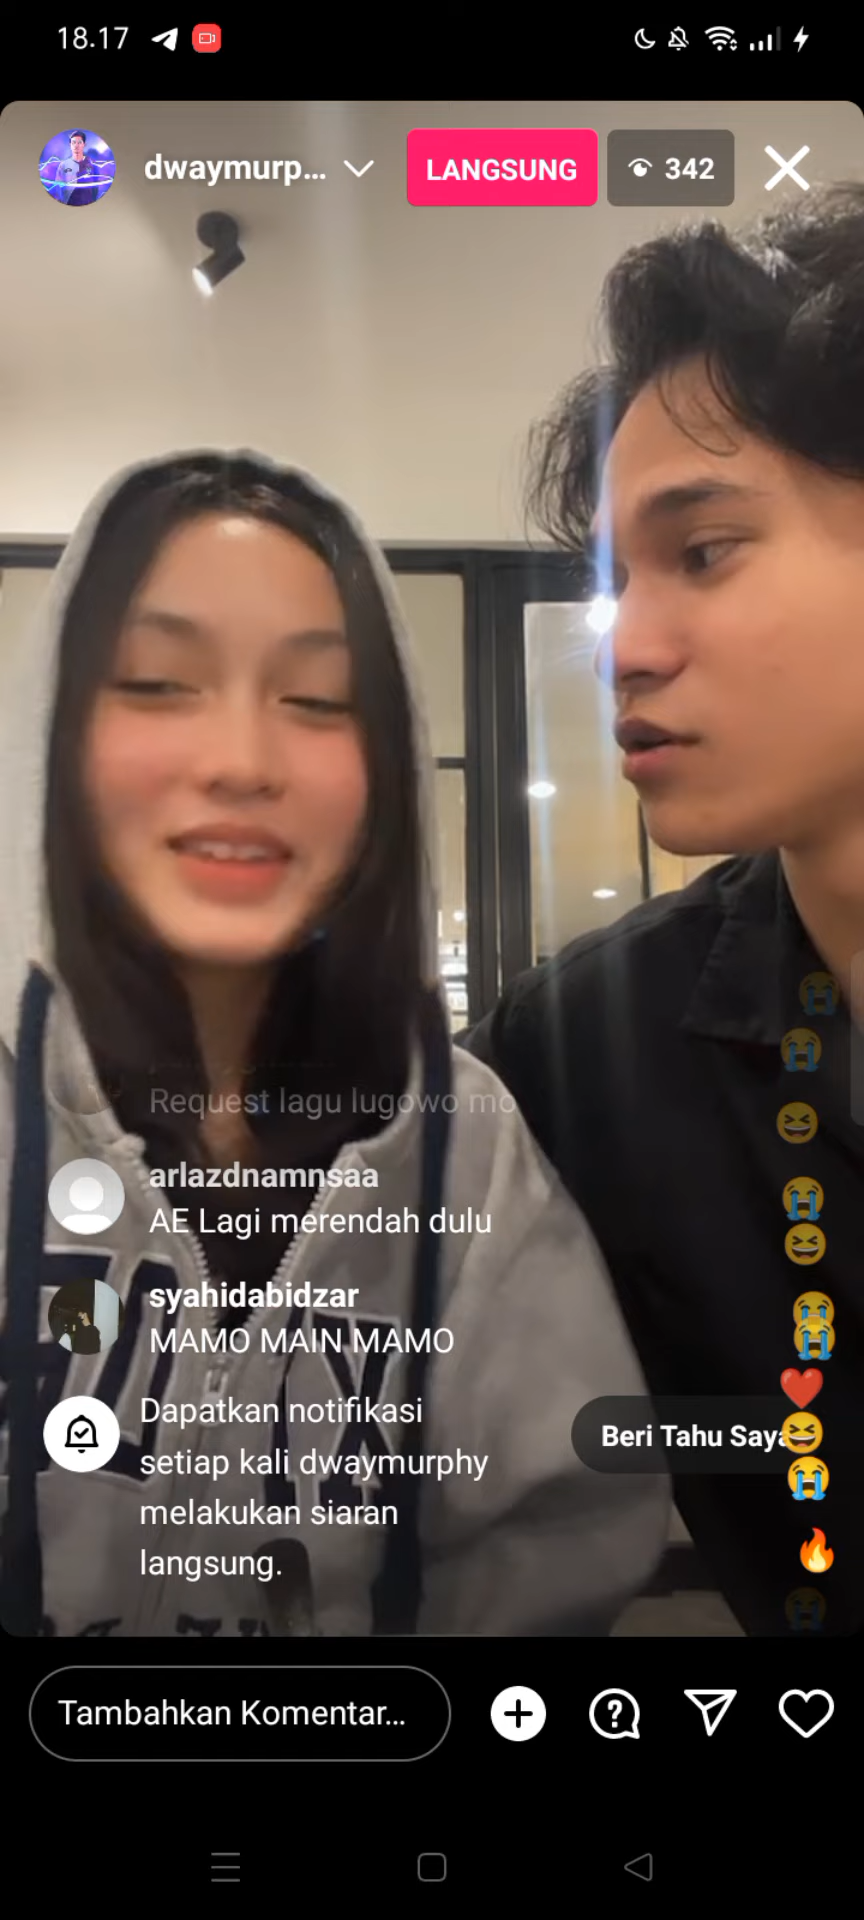 18.17
dwaymurp...
LANGSUNG
342
Request lagu lugowo mo
arlazdnamnsaa
AE Lagi merendah dulu
syahidabidzar
MAMO MAIN MAMO
Dapatkan notifikasi
setiap kali dwaymurphy
melakukan siaran
langsung.
Beri Tahu Saya
Tambahkan Komentar...